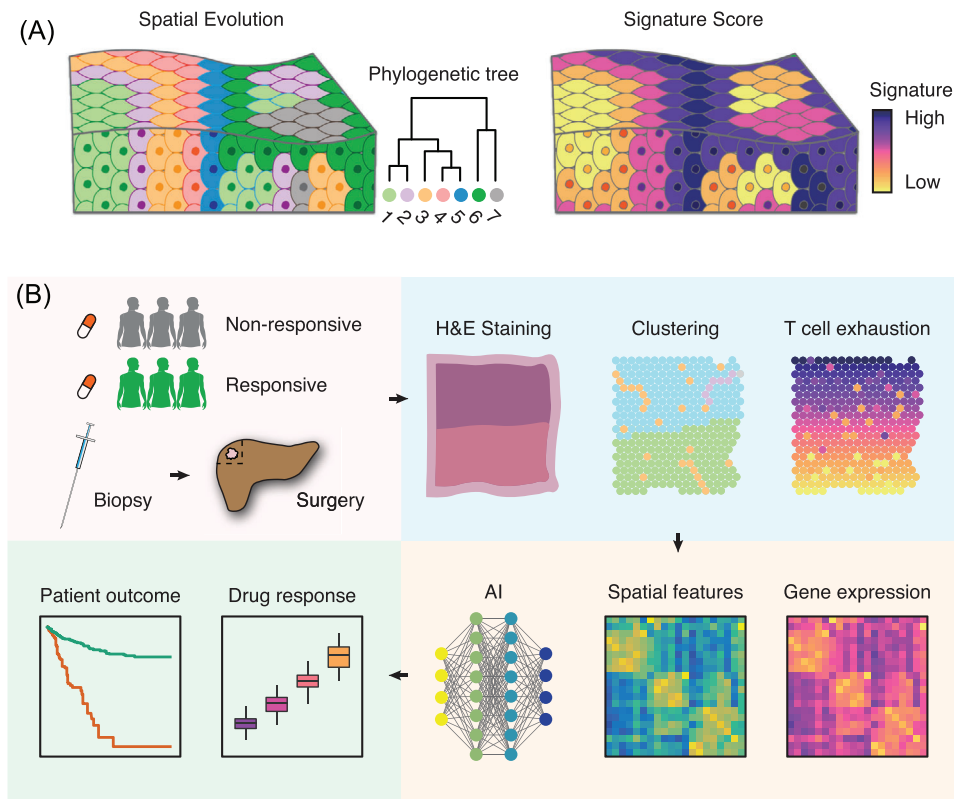 (A)
Spatial Evolution
Signature Score
Phylogenetic tree
1 2 3 4 5 6 7
Signature
High
Low
(B)
Non-responsive
Responsive
Biopsy
Surgery
H&E Staining
Clustering
T cell exhaustion
Patient outcome
Drug response
AI
Spatial features
Gene expression